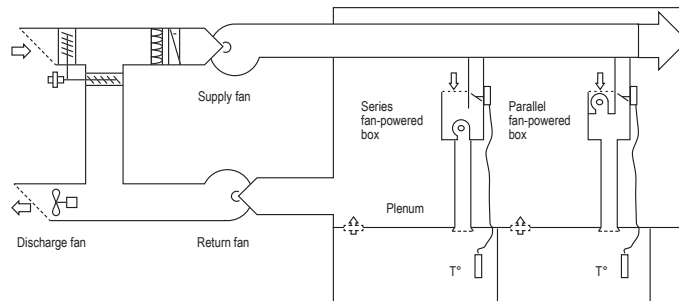 Supply fan
Series
fan-powered
box
Parallel
fan-powered
box
Plenum
Discharge fan
Return fan
T°
T°